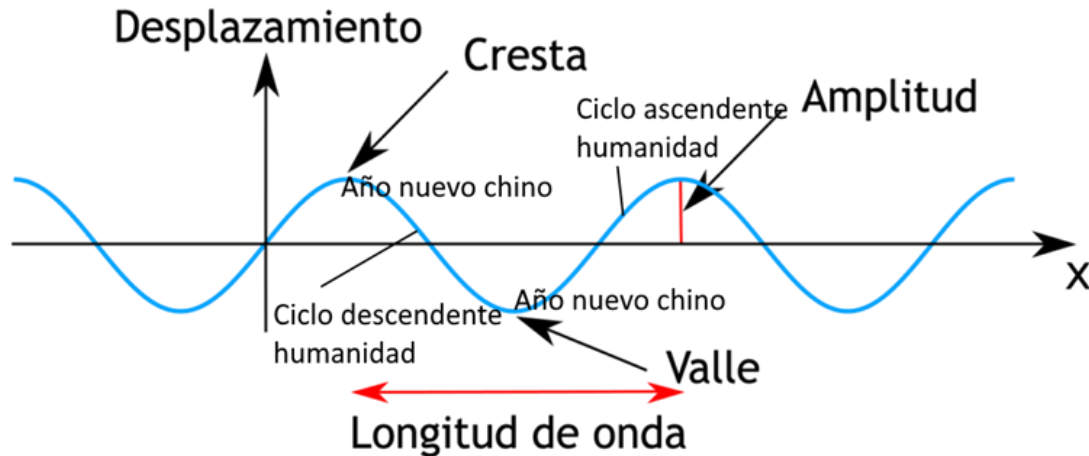 Desplazamiento
Cresta
Ciclo ascendente
humanidad
Amplitud
Año nuevo chino
x
Ciclo descendente
humanidad
Año nuevo chino
Valle
Longitud de onda